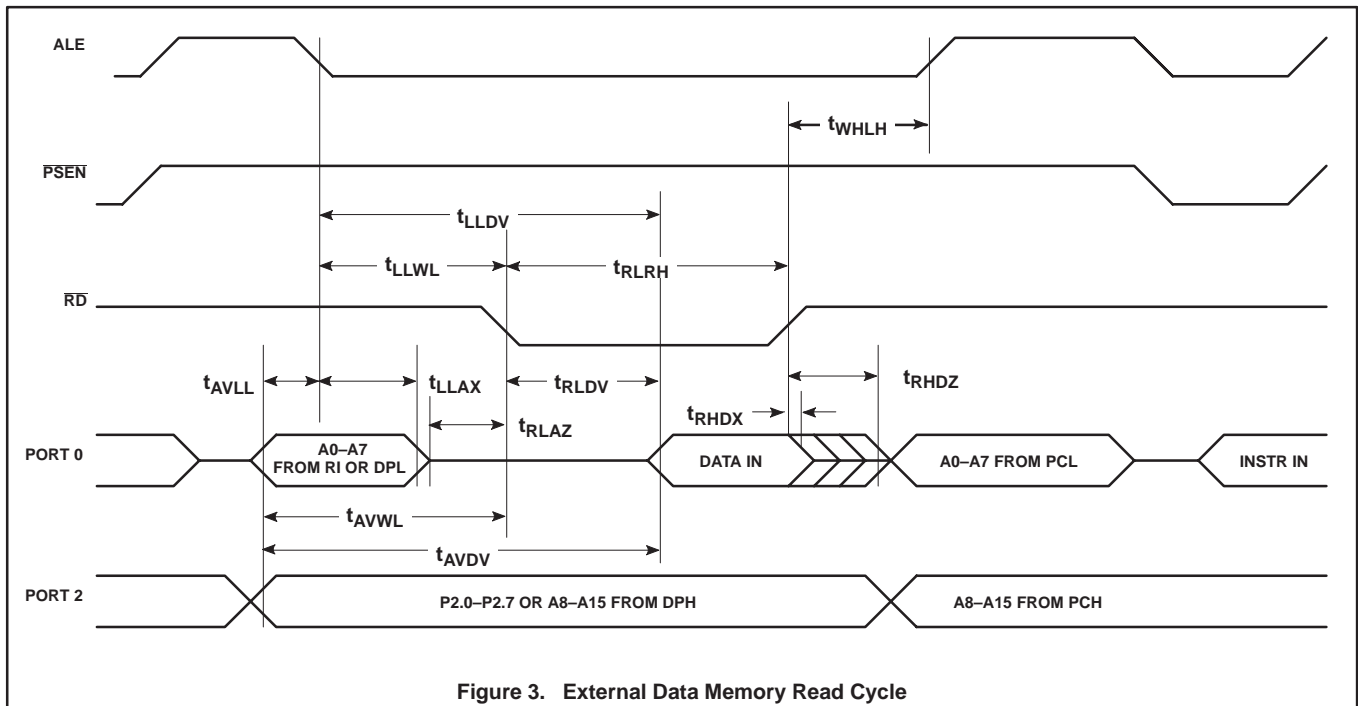 ALE
tWHLH
PSEN
tLLDV
tLLWL
tRLRH
RD
tAVLL
tLLAX
tRLDV
tRHDZ
tRHDX
tRLAZ
PORT 0
A0–A7
FROM RI OR DPL
DATA IN
A0–A7 FROM PCL
INSTR IN
tAVWL
tAVDV
PORT 2
P2.0–P2.7 OR A8–A15 FROM DPH
A8–A15 FROM PCH
Figure 3. External Data Memory Read Cycle